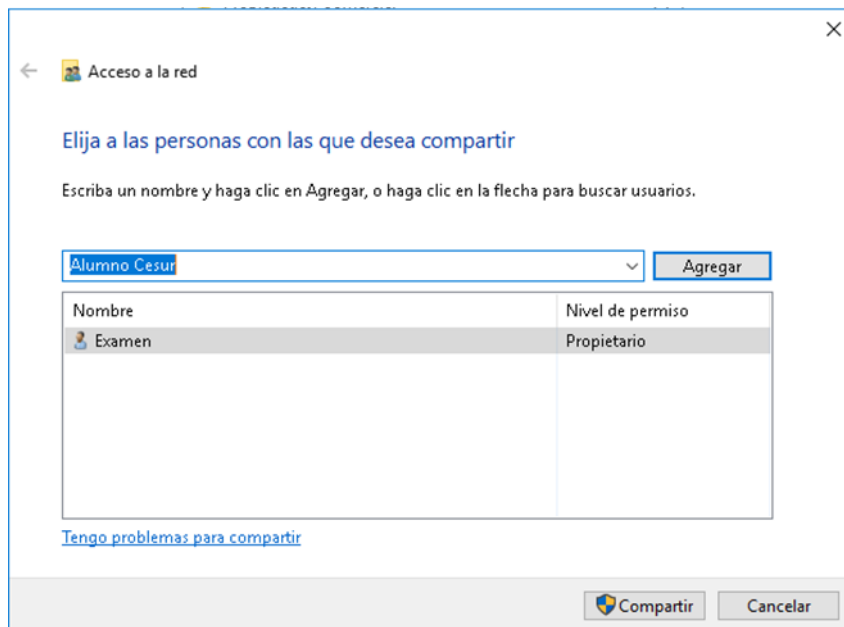 Acceso a la red
Elija a las personas con las que desea compartir
Escriba un nombre y haga clic en Agregar, o haga clic en la flecha para buscar usuarios.
Alumno Cesur
Agregar
Nombre Nivel de permiso
Examen Propietario
Tengo problemas para compartir
Compartir Cancelar